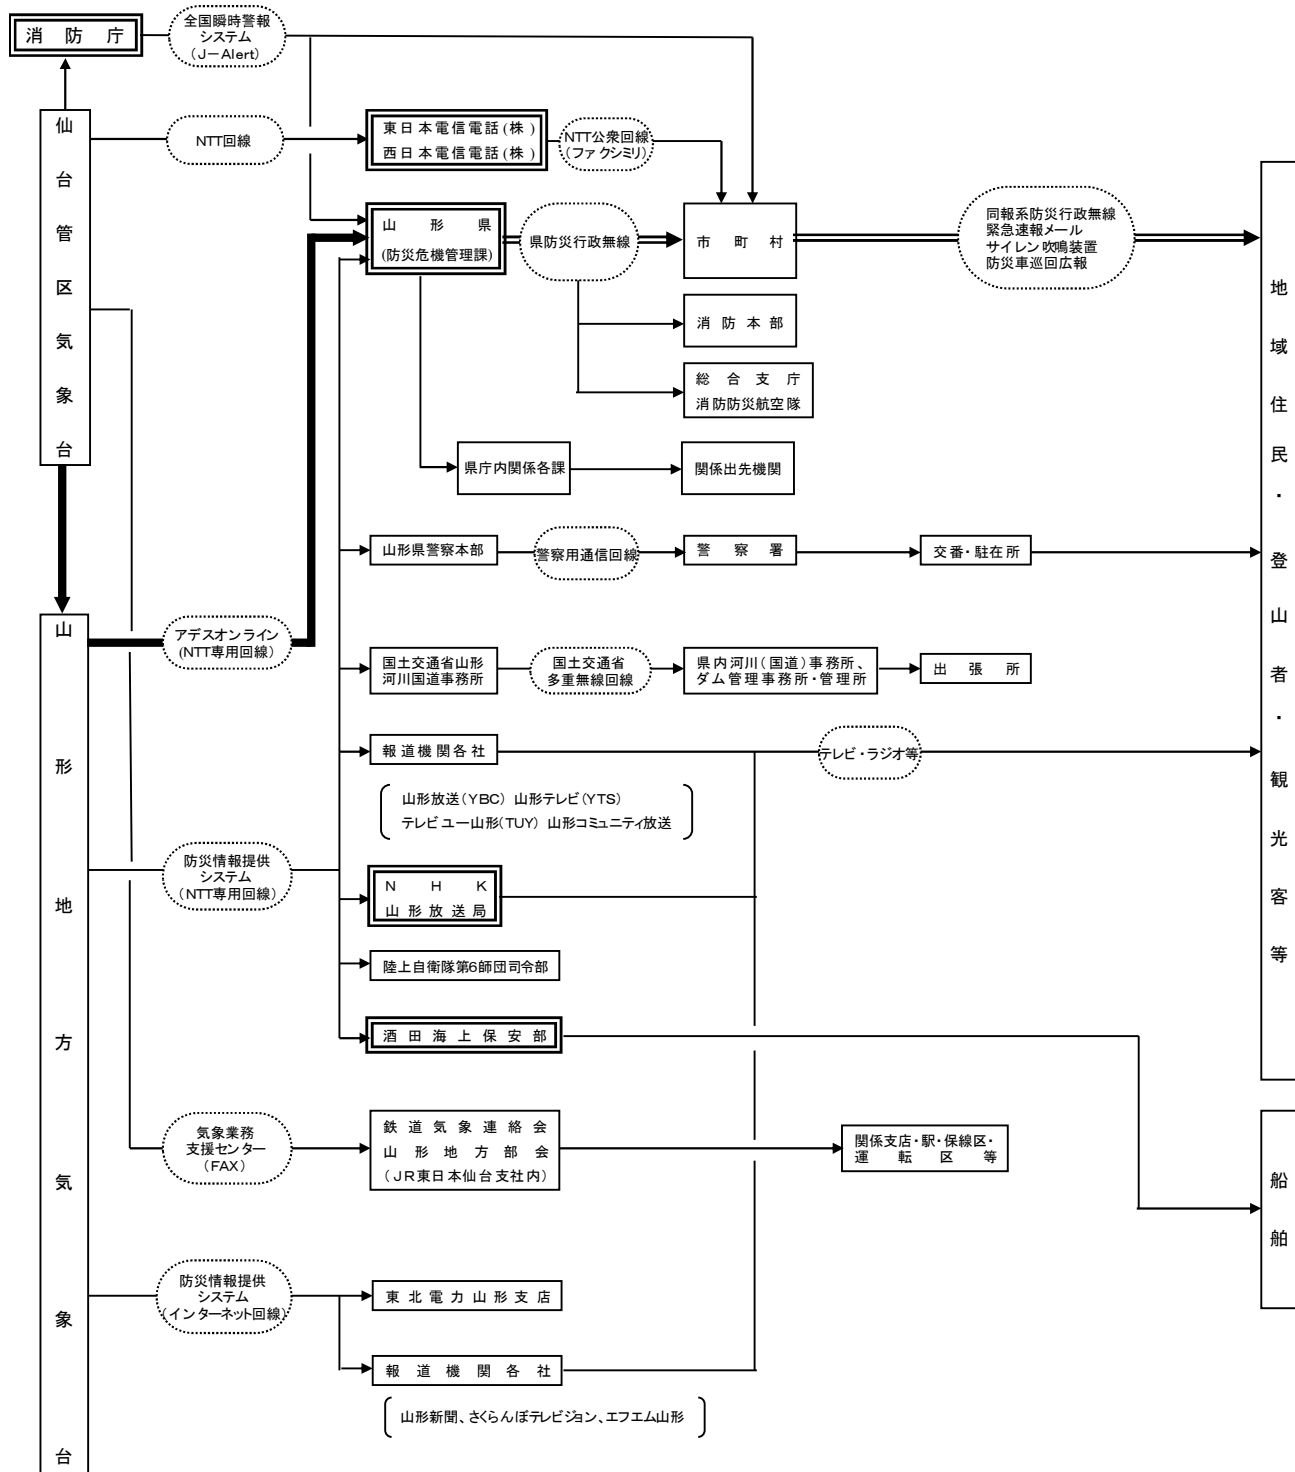 消防庁
全国瞬時警報
システム
(J－Alert)
仙台管区気象台
NTT回線
東日本電信電話(株)
西日本電信電話(株)
NTT公衆回線
(ファクシミリ)
山形県
(防災危機管理課)
県防災行政無線
市町村
同報系防災行政無線
緊急速報メール
サイレン吹鳴装置
防災車巡回広報
地域住民・登山者・観光客等
消防本部
総合支庁
消防防災航空隊
県庁内関係各課
関係出先機関
山形県警察本部
警察用通信回線
警察署
交番・駐在所
山形地方気象台
アデスオンライン
(NTT専用回線)
国土交通省山形
河川国道事務所
国土交通省
多重無線回線
県内河川(国道)事務所、
ダム管理事務所・管理所
出張所
報道機関各社
テレビ・ラジオ等
山形放送(YBC) 山形テレビ(YTS)
テレビユー山形(TUY) 山形コミュニティ放送
防災情報提供
システム
(NTT専用回線)
NHK
山形放送局
陸上自衛隊第6師団司令部
酒田海上保安部
気象業務
支援センター
(FAX)
鉄道気象連絡会
山形地方部会
(JR東日本仙台支社内)
関係支店・駅・保線区・
運転区等
船舶
防災情報提供
システム
(インターネット回線)
東北電力山形支店
報道機関各社
山形新聞、さくらんぼテレビジョン、エフエム山形